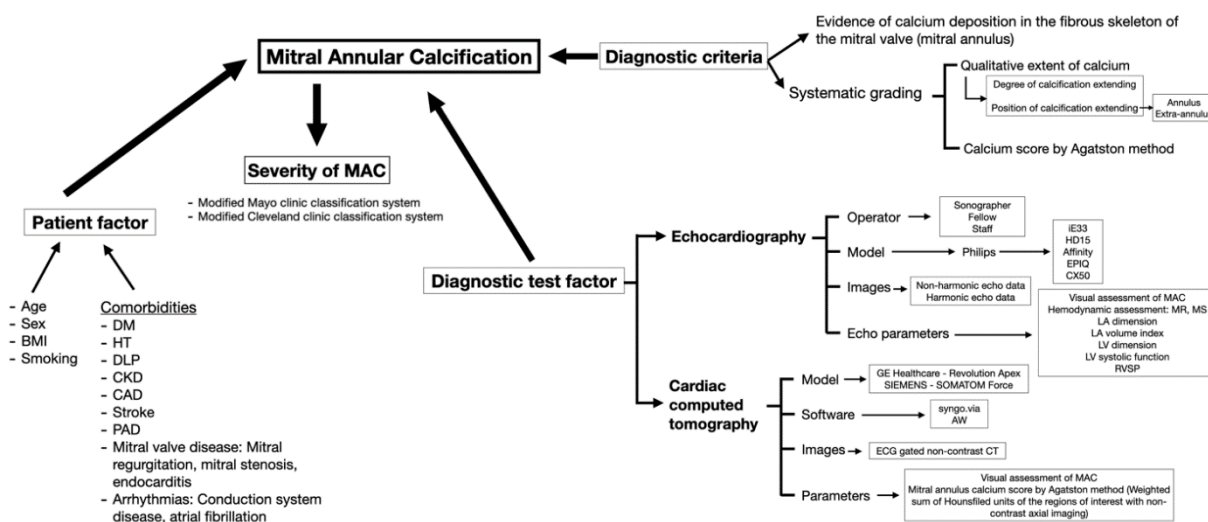 Mitral Annular Calcification
Diagnostic criteria
Evidence of calcium deposition in the fibrous skeleton of
the mitral valve (mitral annulus)
Systematic grading
Qualitative extent of calcium
Degree of calcification extending
Position of calcification extending
Annulus
Extra-annulus
Calcium score by Agatston method
Severity of MAC
- Modified Mayo clinic classification system
- Modified Cleveland clinic classification system
Patient factor
- Age
- Sex
- BMI
- Smoking
Comorbidities
- DM
- HT
- DLP
- CKD
- CAD
- Stroke
- PAD
- Mitral valve disease: Mitral
regurgitation, mitral stenosis,
endocarditis
- Arrhythmias: Conduction system
disease, atrial fibrillation
Diagnostic test factor
Echocardiography
Operator
Sonographer
Fellow
Staff
Model
Philips
iE33
HD15
Affinity
EPIQ
CX50
Images
Non-harmonic echo data
Harmonic echo data
Echo parameters
Visual assessment of MAC
Hemodynamic assessment: MR, MS
LA dimension
LA volume index
LV dimension
LV systolic function
RVSP
Cardiac
computed
tomography
Model
GE Healthcare - Revolution Apex
SIEMENS - SOMATOM Force
Software
syngo.via
AW
Images
ECG gated non-contrast CT
Parameters
Visual assessment of MAC
Mitral annulus calcium score by Agatston method (Weighted
sum of Hounsfiled units of the regions of interest with non-
contrast axial imaging)